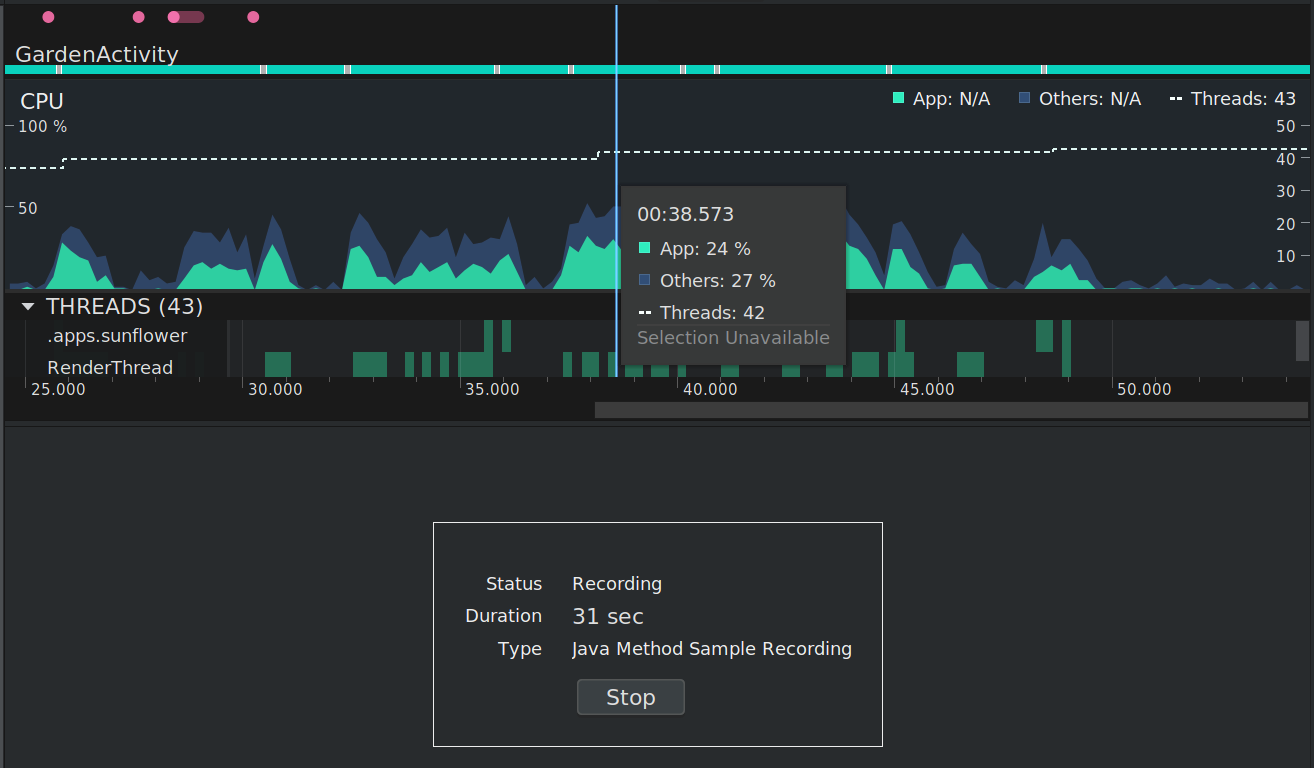 GardenActivity
CPU
App: N/A Others: N/A Threads: 43
100 % 50
40
50 30
20
10
00:38.573
App: 24 %
Others: 27 %
Threads: 42
Selection Unavailable
THREADS (43)
.apps.sunflower
RenderThread
25.000 30.000 35.000 40.000 45.000 50.000
Status Recording
Duration 31 sec
Type Java Method Sample Recording
Stop